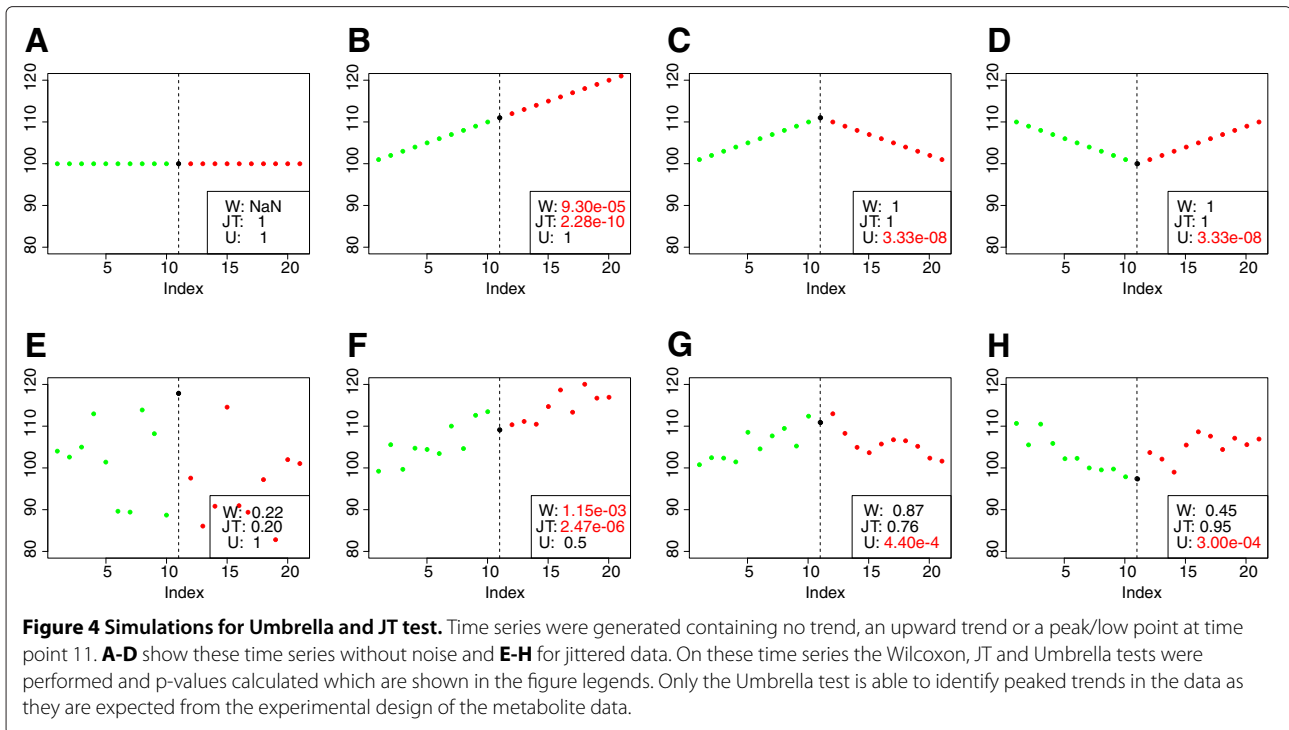 A
B
C
D
120
110
100
90
80
W: NaN
JT: 1
U: 1
5 10 15 20
Index
120
110
100
90
80
W: 9.30e-05
JT: 2.28e-10
U: 1
5 10 15 20
Index
120
110
100
90
80
W: 1
JT: 1
U: 3.33e-08
5 10 15 20
Index
120
110
100
90
80
W: 1
JT: 1
U: 3.33e-08
5 10 15 20
Index
E
F
G
H
120
110
100
90
80
W: 0.22
JT: 0.20
U: 1
5 10 15 20
Index
120
110
100
90
80
W: 1.15e-03
JT: 2.47e-06
U: 0.5
5 10 15 20
Index
120
110
100
90
80
W: 0.87
JT: 0.76
U: 4.40e-4
5 10 15 20
Index
120
110
100
90
80
W: 0.45
JT: 0.95
U: 3.00e-04
5 10 15 20
Index
Figure 4 Simulations for Umbrella and JT test. Time series were generated containing no trend, an upward trend or a peak/low point at time
point 11. A-D show these time series without noise and E-H for jittered data. On these time series the Wilcoxon, JT and Umbrella tests were
performed and p-values calculated which are shown in the figure legends. Only the Umbrella test is able to identify peaked trends in the data as
they are expected from the experimental design of the metabolite data.